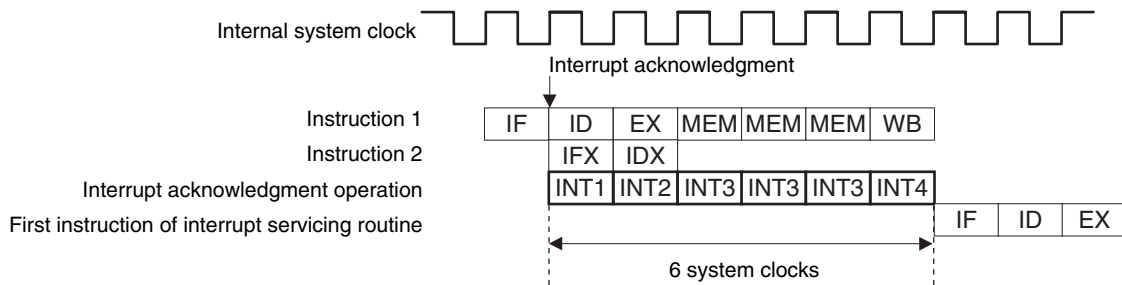 Internal system clock
Interrupt acknowledgment
Instruction 1 IF ID EX MEM MEM MEM WB
Instruction 2 IFX IDX
Interrupt acknowledgment operation INT1 INT2 INT3 INT3 INT3 INT4
First instruction of interrupt servicing routine IF ID EX
6 system clocks